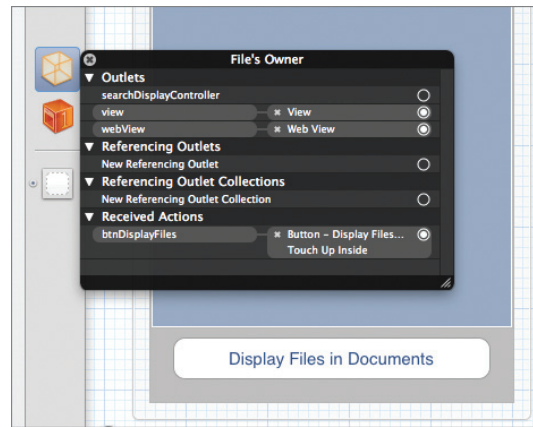 File's Owner
Outlets
searchDisplayController
view View
webView Web View
Referencing Outlets
New Referencing Outlet
Referencing Outlet Collections
New Referencing Outlet Collection
Received Actions
btnDisplayFiles Button – Display Files...
Touch Up Inside
Display Files in Documents